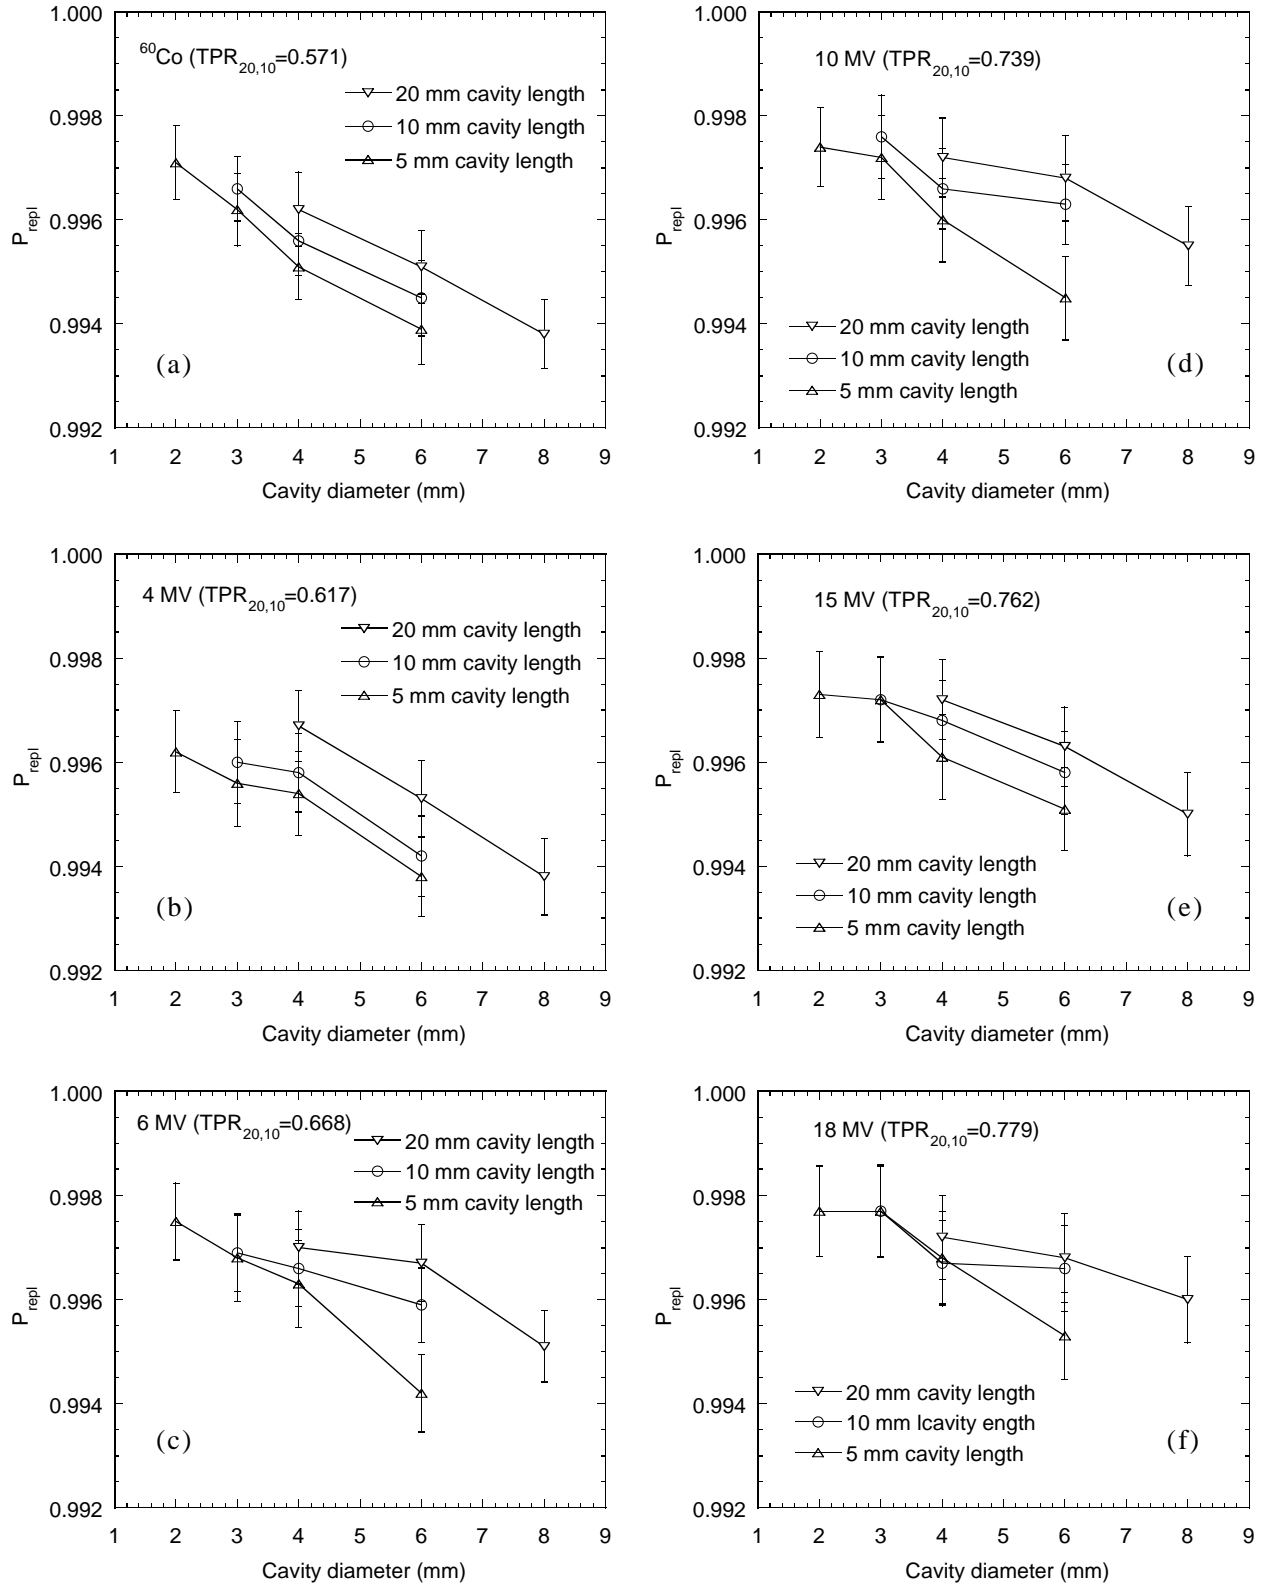 1.000
0.998
0.996
0.994
0.992
P_repl
60Co (TPR20,10=0.571)
20 mm cavity length
10 mm cavity length
5 mm cavity length
(a)
1 2 3 4 5 6 7 8 9
Cavity diameter (mm)
1.000
0.998
0.996
0.994
0.992
P_repl
10 MV (TPR20,10=0.739)
20 mm cavity length
10 mm cavity length
5 mm cavity length
(d)
1 2 3 4 5 6 7 8 9
Cavity diameter (mm)
1.000
0.998
0.996
0.994
0.992
P_repl
4 MV (TPR20,10=0.617)
20 mm cavity length
10 mm cavity length
5 mm cavity length
(b)
1 2 3 4 5 6 7 8 9
Cavity diameter (mm)
1.000
0.998
0.996
0.994
0.992
P_repl
15 MV (TPR20,10=0.762)
20 mm cavity length
10 mm cavity length
5 mm cavity length
(e)
1 2 3 4 5 6 7 8 9
Cavity diameter (mm)
1.000
0.998
0.996
0.994
0.992
P_repl
6 MV (TPR20,10=0.668)
20 mm cavity length
10 mm cavity length
5 mm cavity length
(c)
1 2 3 4 5 6 7 8 9
Cavity diameter (mm)
1.000
0.998
0.996
0.994
0.992
P_repl
18 MV (TPR20,10=0.779)
20 mm cavity length
10 mm lcavity ength
5 mm cavity length
(f)
1 2 3 4 5 6 7 8 9
Cavity diameter (mm)